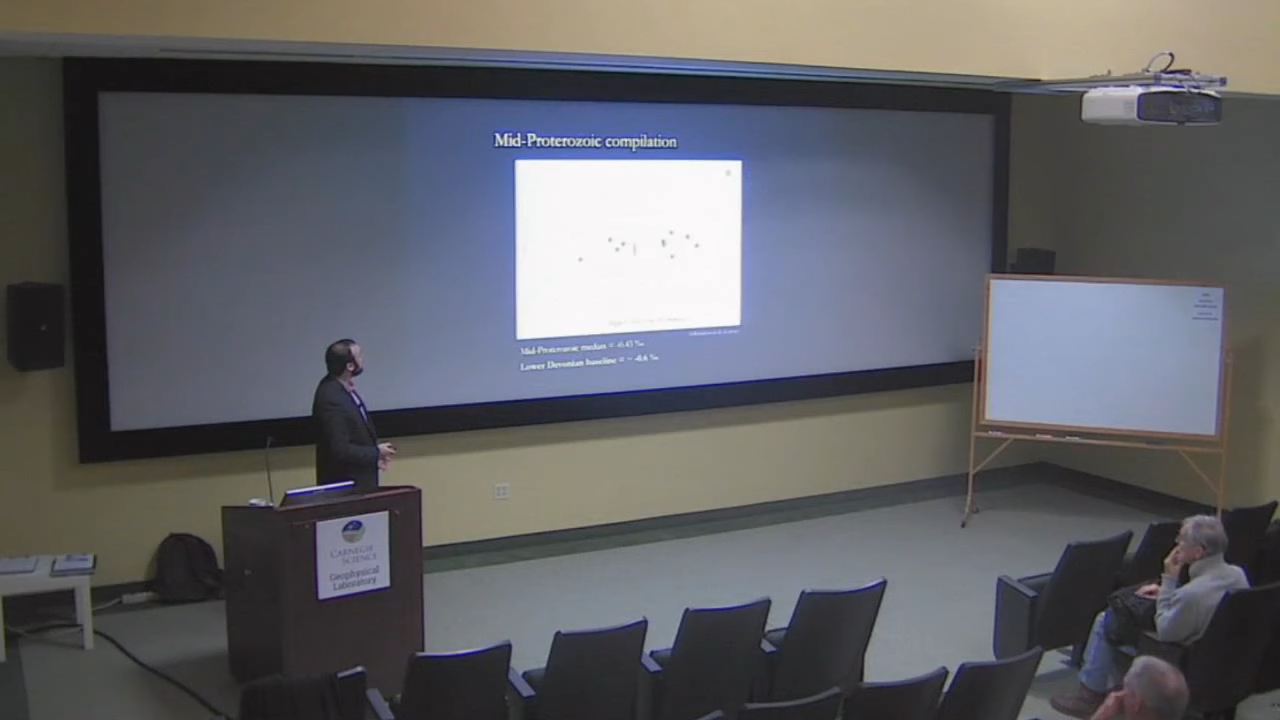 Mid-Proterozoic compilation
Mid-Proterozoic median = -0.43 ‰
Lower Devonian baseline = ~ -0.6 ‰
CARNEGIE
SCIENCE
Geophysical
Laboratory